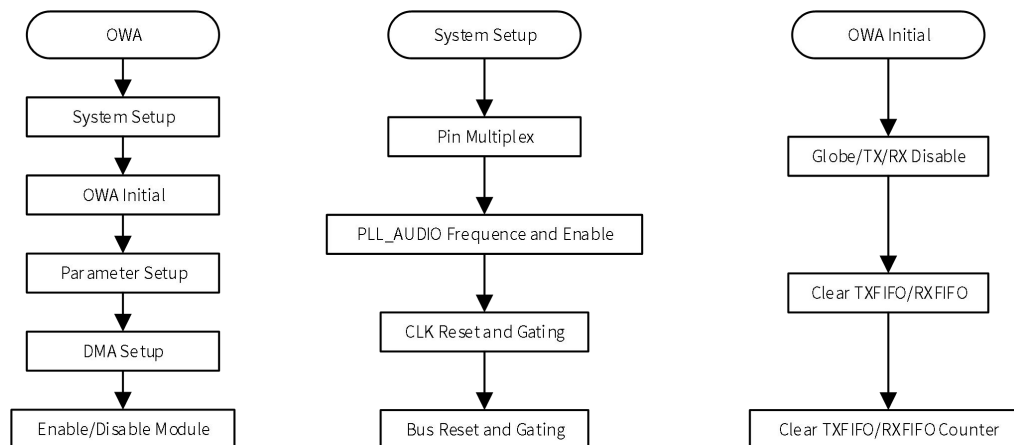 OWA
System Setup
OWA Initial
Parameter Setup
DMA Setup
Enable/Disable Module
System Setup
Pin Multiplex
PLL_AUDIO Frequence and Enable
CLK Reset and Gating
Bus Reset and Gating
OWA Initial
Globe/TX/RX Disable
Clear TXFIFO/RXFIFO
Clear TXFIFO/RXFIFO Counter